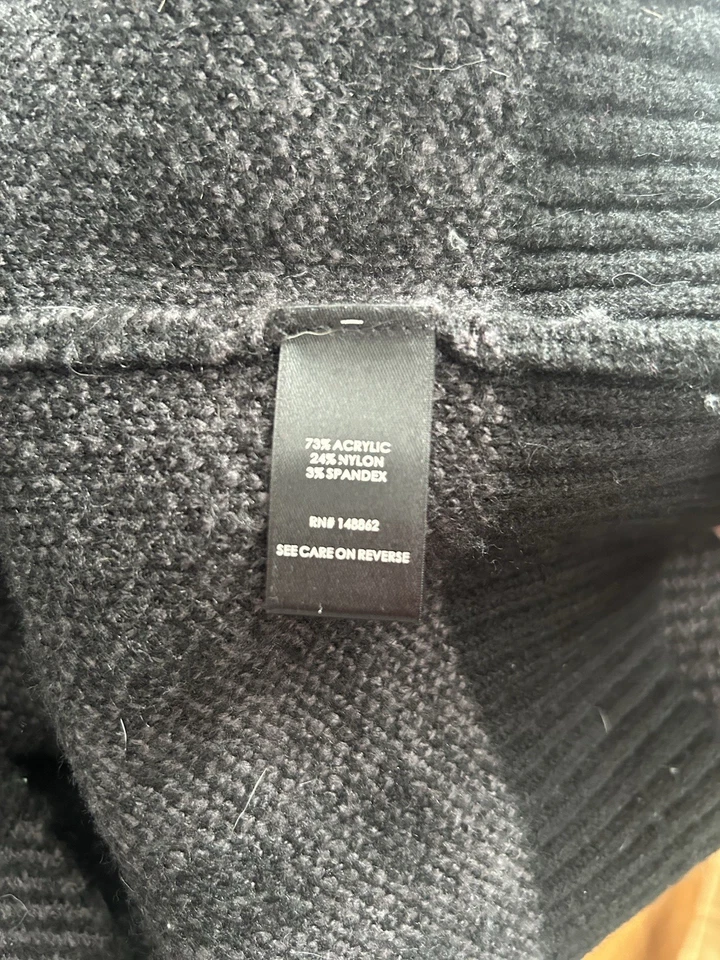 73% ACRYLIC
24% NYLON
3% SPANDEX
RN# 148862
SEE CARE ON REVERSE